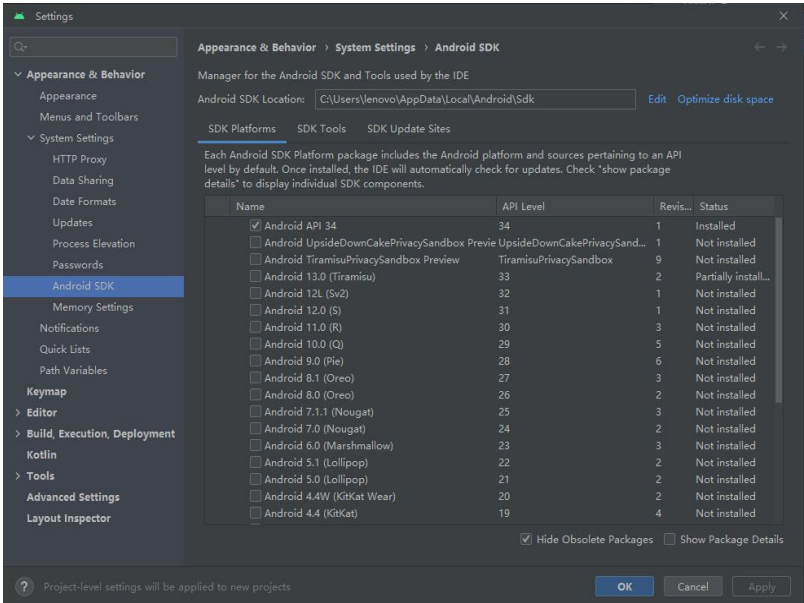 Settings
Appearance & Behavior
Appearance
Menus and Toolbars
System Settings
HTTP Proxy
Data Sharing
Date Formats
Updates
Process Elevation
Passwords
Android SDK
Memory Settings
Notifications
Quick Lists
Path Variables
Keymap
Editor
Build, Execution, Deployment
Kotlin
Tools
Advanced Settings
Layout Inspector
Appearance & Behavior › System Settings › Android SDK
Manager for the Android SDK and Tools used by the IDE
Android SDK Location: C:\Users\lenovo\AppData\Local\Android\Sdk Edit Optimize disk space
SDK Platforms SDK Tools SDK Update Sites
Each Android SDK Platform package includes the Android platform and sources pertaining to an API
level by default. Once installed, the IDE will automatically check for updates. Check "show package
details" to display individual SDK components.
Name API Level Revis... Status
Android API 34 34 1 Installed
Android UpsideDownCakePrivacySandbox Previe UpsideDownCakePrivacySand... 1 Not installed
Android TiramisuPrivacySandbox Preview TiramisuPrivacySandbox 9 Not installed
Android 13.0 (Tiramisu) 33 2 Partially install...
Android 12L (Sv2) 32 1 Not installed
Android 12.0 (S) 31 1 Not installed
Android 11.0 (R) 30 3 Not installed
Android 10.0 (Q) 29 5 Not installed
Android 9.0 (Pie) 28 6 Not installed
Android 8.1 (Oreo) 27 3 Not installed
Android 8.0 (Oreo) 26 2 Not installed
Android 7.1.1 (Nougat) 25 3 Not installed
Android 7.0 (Nougat) 24 2 Not installed
Android 6.0 (Marshmallow) 23 3 Not installed
Android 5.1 (Lollipop) 22 2 Not installed
Android 5.0 (Lollipop) 21 2 Not installed
Android 4.4W (KitKat Wear) 20 2 Not installed
Android 4.4 (KitKat) 19 4 Not installed
Hide Obsolete Packages Show Package Details
? Project-level settings will be applied to new projects
OK Cancel Apply